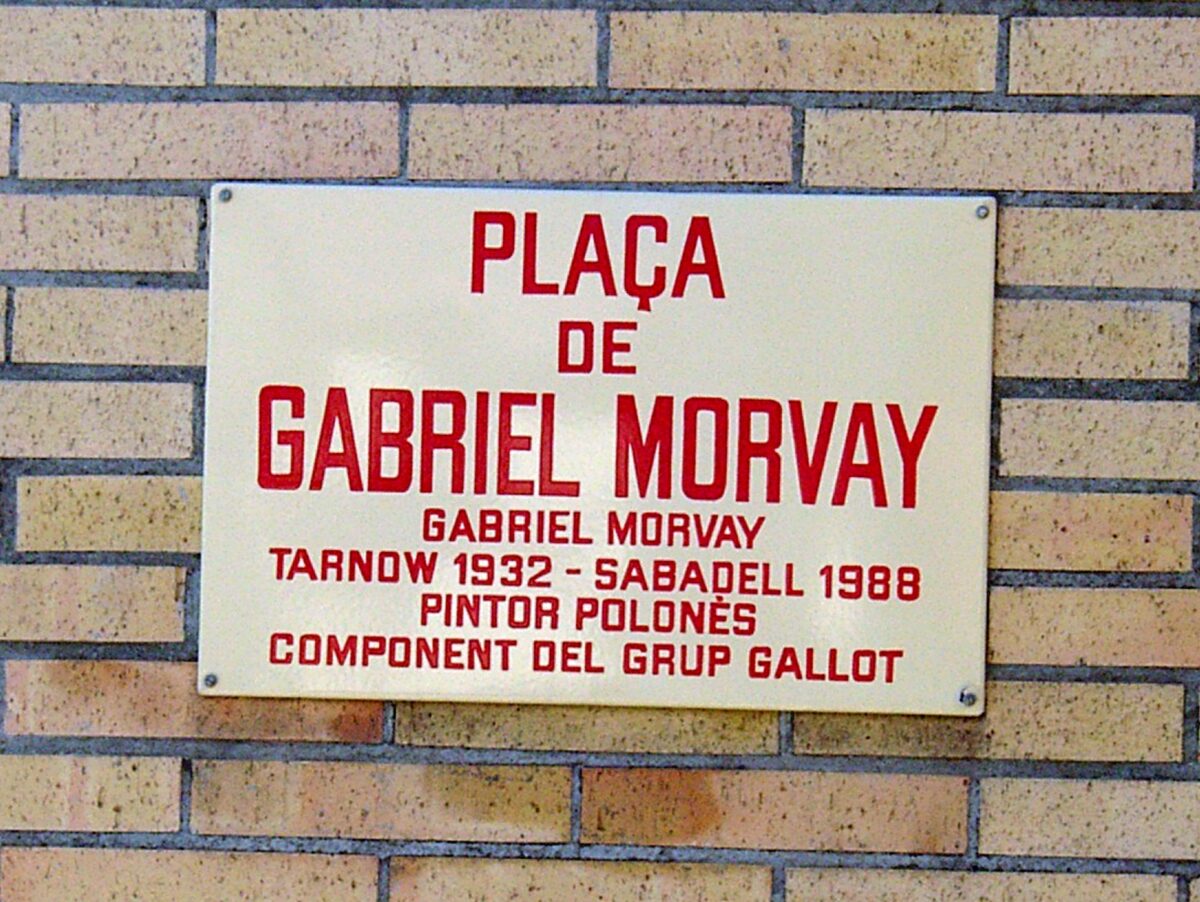 PLAÇA
DE
GABRIEL MORVAY
GABRIEL MORVAY
TARNOW 1932 - SABADELL 1988
PINTOR POLONÈS
COMPONENT DEL GRUP GALLOT